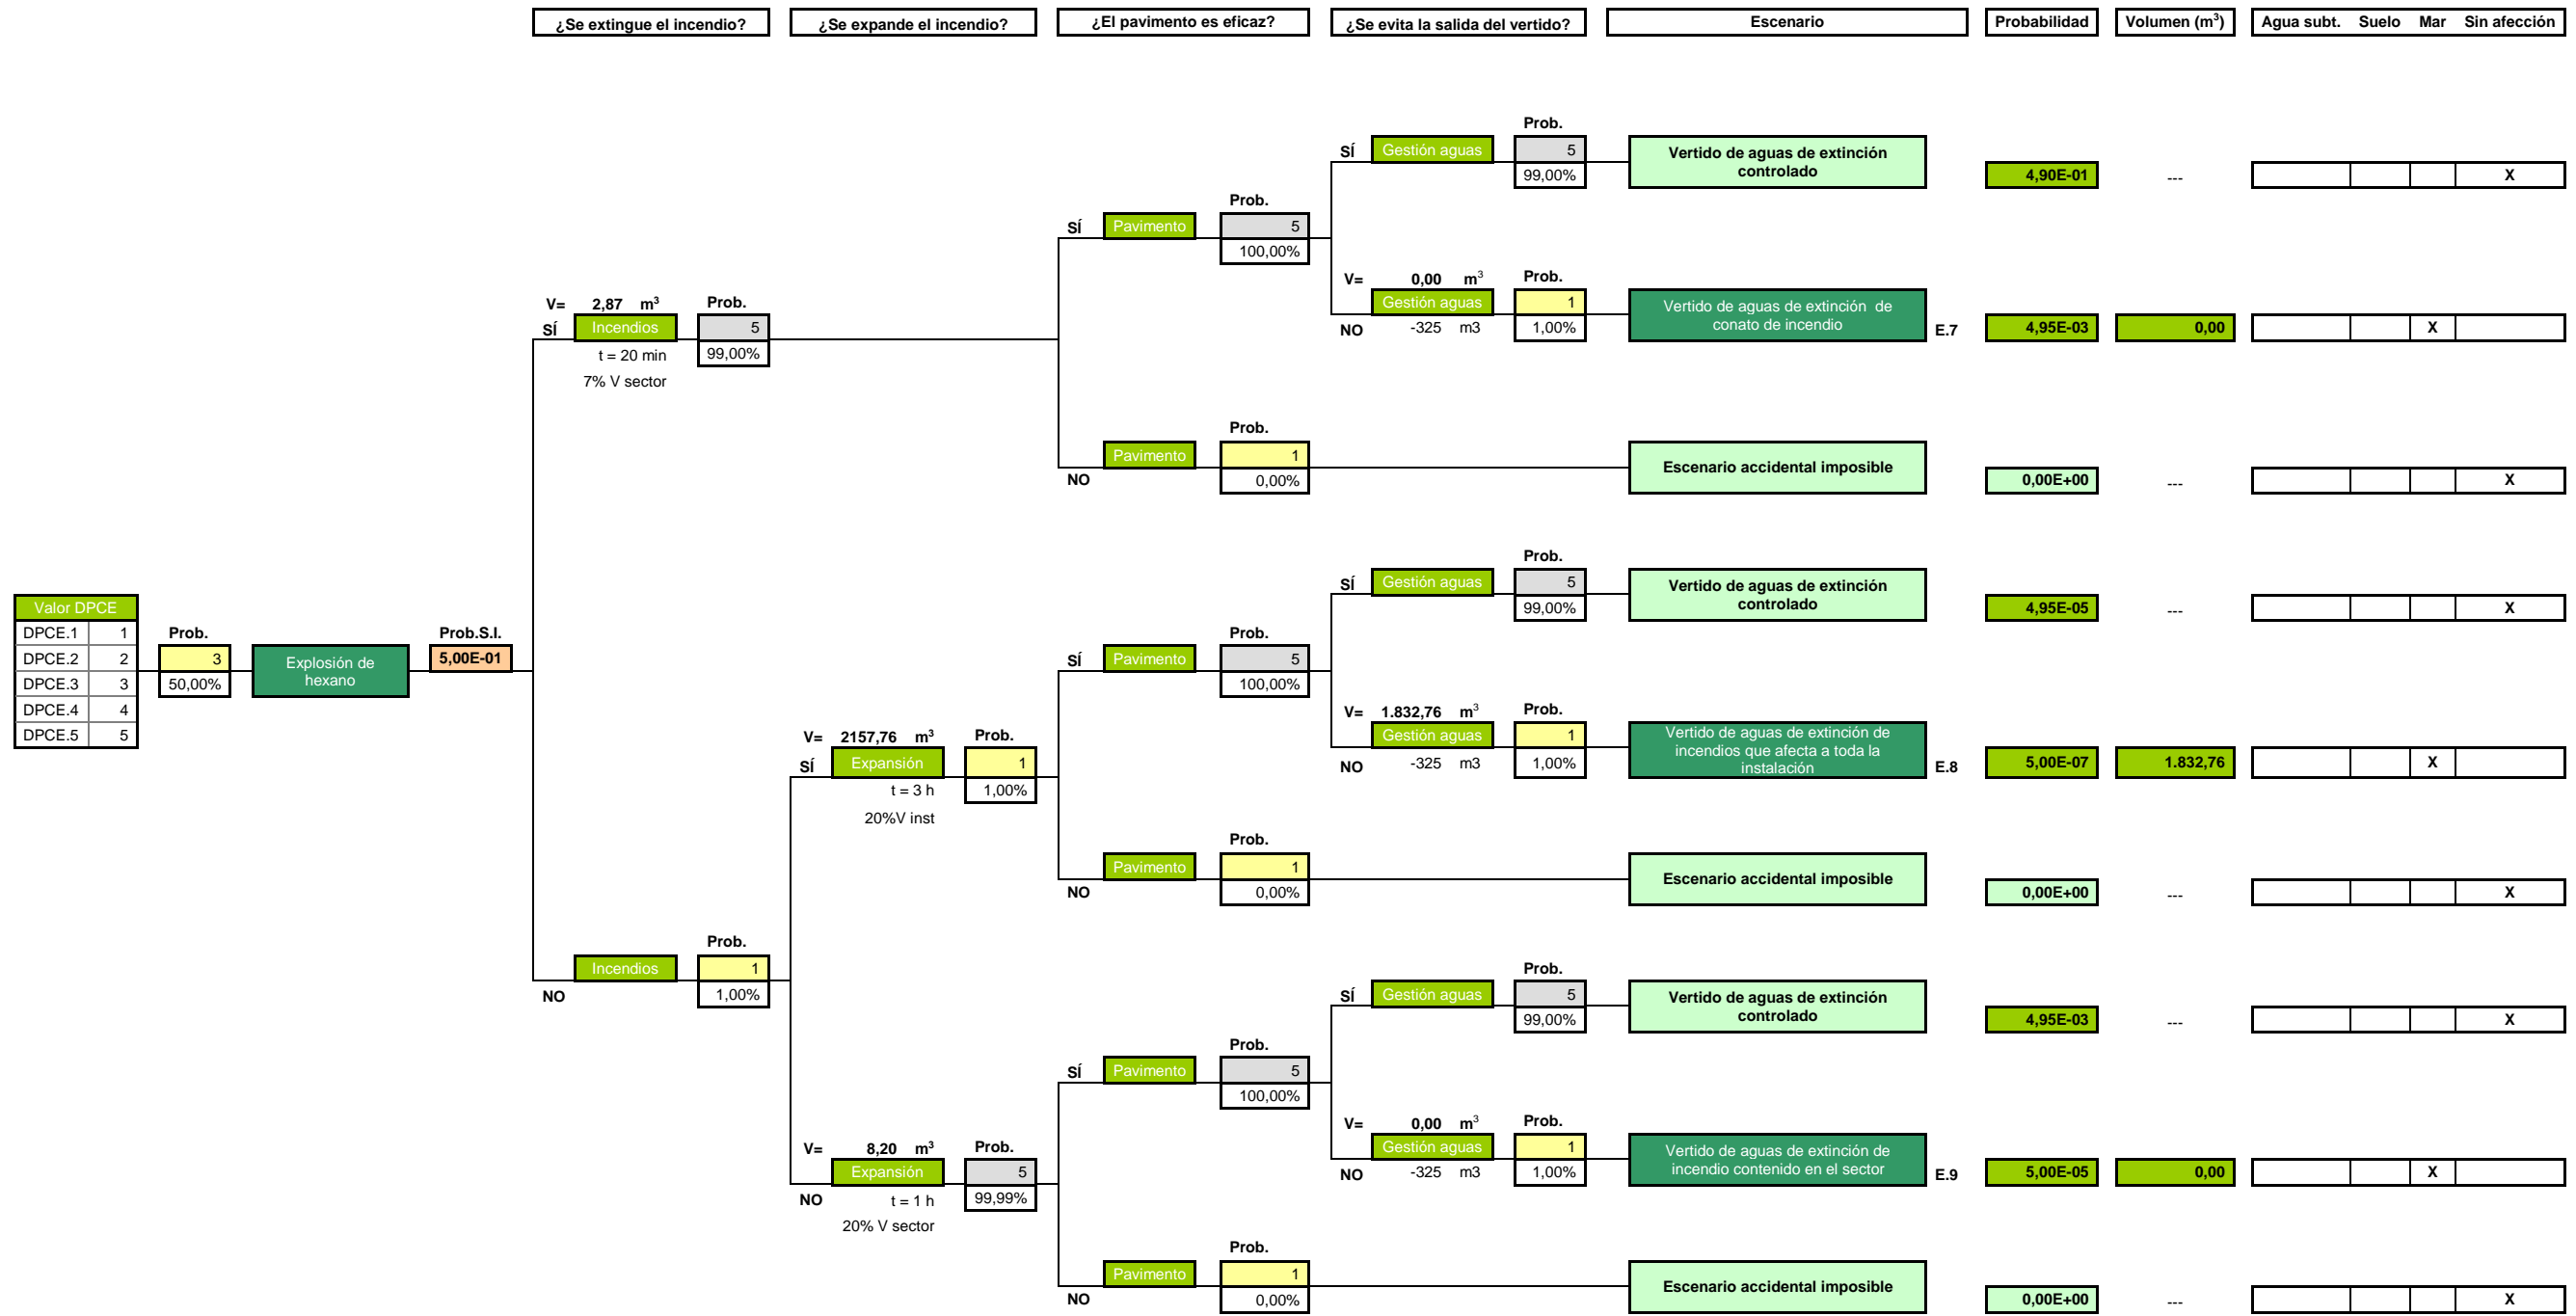 ¿Se extingue el incendio? ¿Se expande el incendio? ¿El pavimento es eficaz? ¿Se evita la salida del vertido? Escenario Probabilidad Volumen (m³) Agua subt. Suelo Mar Sin afección
Prob.
SÍ Gestión aguas 5 Vertido de aguas de extinción
controlado
99,00%
4,90E-01 --- X
Prob.
SÍ Pavimento 5
100,00%
V= 0,00 m³ Prob.
Gestión aguas 1 Vertido de aguas de extinción de
conato de incendio
NO -325 m3 1,00% E.7 4,95E-03 0,00 X
V= 2,87 m³ Prob.
SÍ Incendios 5
t = 20 min 99,00%
7% V sector
Prob.
Pavimento 1 Escenario accidental imposible
NO 0,00% 0,00E+00 --- X
Prob.
SÍ Gestión aguas 5 Vertido de aguas de extinción
controlado
99,00%
4,95E-05 --- X
Valor DPCE
DPCE.1 1 Prob. Prob.S.I.
DPCE.2 2 3 Explosión de
hexano 5,00E-01
DPCE.3 3 50,00%
DPCE.4 4
DPCE.5 5
Prob.
SÍ Pavimento 5
100,00%
V= 1.832,76 m³ Prob.
Gestión aguas 1 Vertido de aguas de extinción de
incendios que afecta a toda la
instalación
NO -325 m3 1,00% E.8 5,00E-07 1.832,76 X
V= 2157,76 m³ Prob.
SÍ Expansión 1
t = 3 h 1,00%
20%V inst
Prob.
Pavimento 1 Escenario accidental imposible
NO 0,00% 0,00E+00 --- X
Prob.
Incendios 1
NO 1,00%
Prob.
SÍ Gestión aguas 5 Vertido de aguas de extinción
controlado
99,00%
4,95E-03 --- X
Prob.
SÍ Pavimento 5
100,00%
V= 0,00 m³ Prob.
Gestión aguas 1 Vertido de aguas de extinción de
incendio contenido en el sector
NO -325 m3 1,00% E.9 5,00E-05 0,00 X
V= 8,20 m³ Prob.
Expansión 5
NO t = 1 h 99,99%
20% V sector
Prob.
Pavimento 1 Escenario accidental imposible
NO 0,00% 0,00E+00 --- X